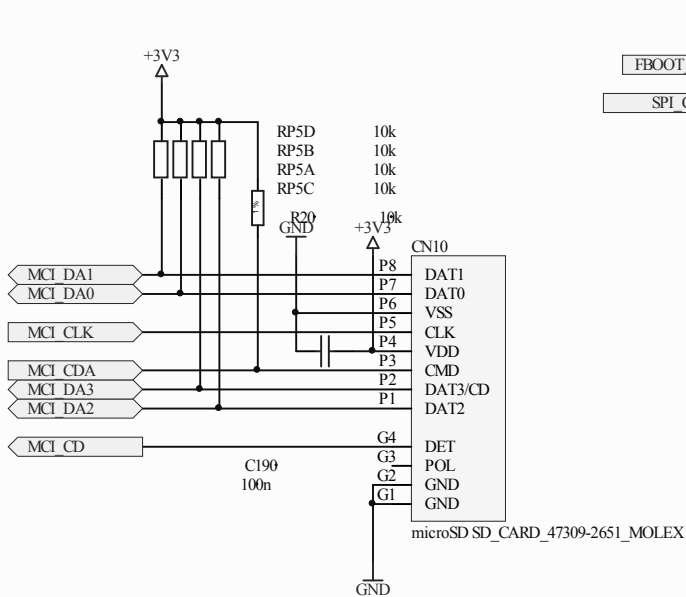 +3V3
FBOOT_
SPI_
RP5D 10k
RP5B 10k
RP5A 10k
RP5C 10k
R20 10k
GND
+3V3
CN10
MCI_DA1 P8 DAT1
MCI_DA0 P7 DAT0
P6 VSS
MCI_CLK P5 CLK
P4 VDD
MCI_CDA P3 CMD
MCI_DA3 P2 DAT3/CD
MCI_DA2 P1 DAT2
MCI_CD G4 DET
C190 G3 POL
100n G2 GND
G1 GND
microSD SD_CARD_47309-2651_MOLEX
GND